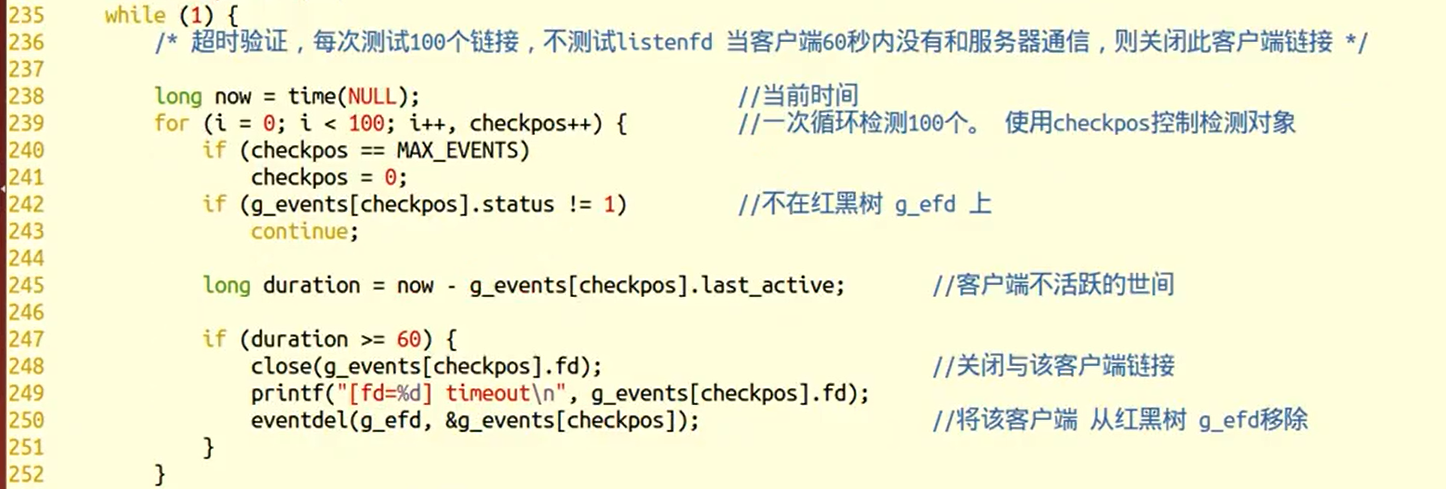 235     while (1) {
236         /* 超时验证，每次测试100个链接，不测试listenfd 当客户端60秒内没有和服务器通信，则关闭此客户端链接 */
237
238         long now = time(NULL);                          //当前时间
239         for (i = 0; i < 100; i++, checkpos++) {         //一次循环检测100个。 使用checkpos控制检测对象
240             if (checkpos == MAX_EVENTS)
241                 checkpos = 0;
242             if (g_events[checkpos].status != 1)         //不在红黑树 g_efd 上
243                 continue;
244
245             long duration = now - g_events[checkpos].last_active;       //客户端不活跃的世间
246
247             if (duration >= 60) {
248                 close(g_events[checkpos].fd);                           //关闭与该客户端链接
249                 printf("[fd=%d] timeout\n", g_events[checkpos].fd);
250                 eventdel(g_efd, &g_events[checkpos]);                   //将该客户端 从红黑树 g_efd移除
251             }
252         }